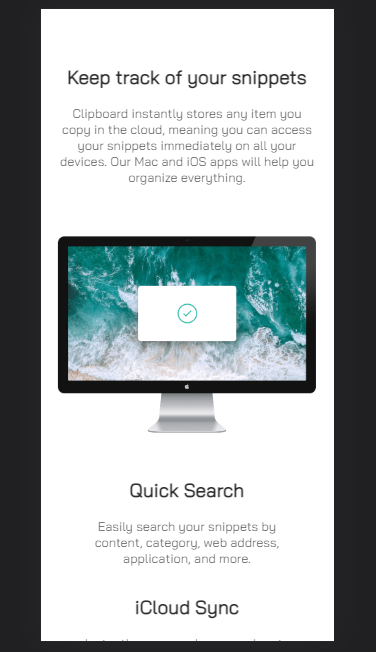 Keep track of your snippets
Clipboard instantly stores any item you
copy in the cloud, meaning you can access
your snippets immediately on all your
devices. Our Mac and iOS apps will help you
organize everything.
Quick Search
Easily search your snippets by
content, category, web address,
application, and more.
iCloud Sync